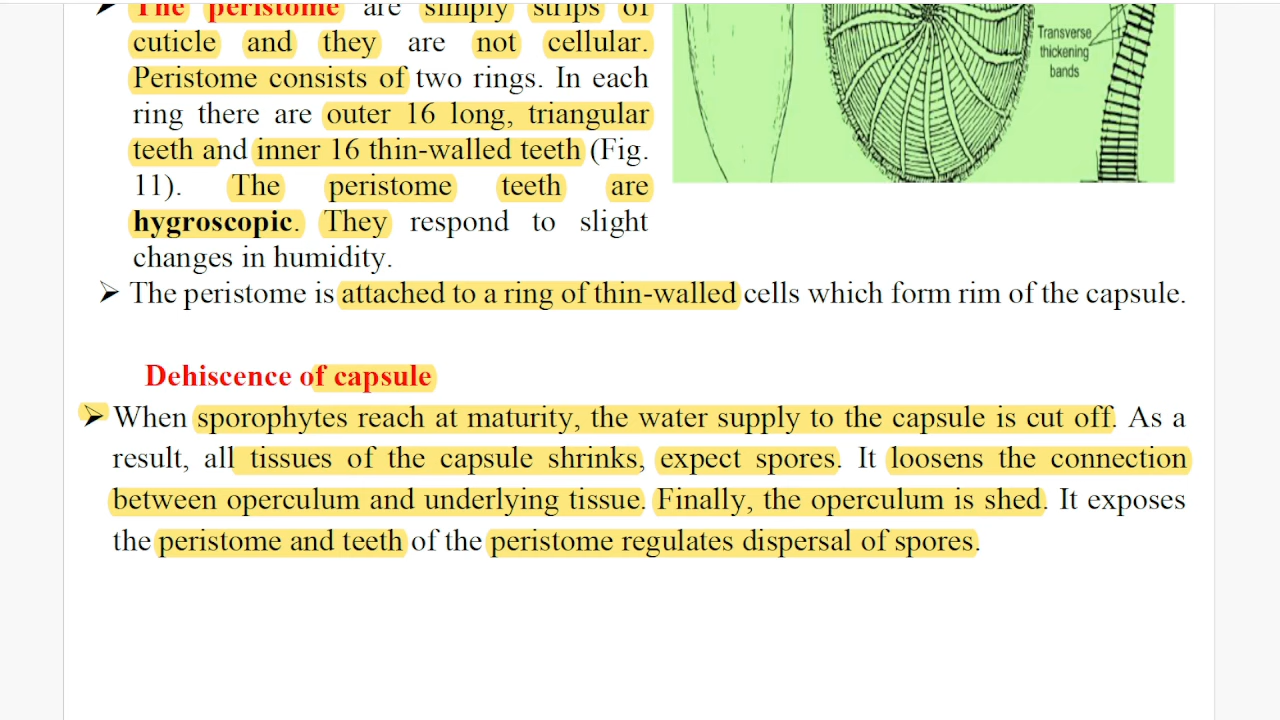 ➤ The peristome are simply strips of
cuticle and they are not cellular.
Peristome consists of two rings. In each
ring there are outer 16 long, triangular
teeth and inner 16 thin-walled teeth (Fig.
11). The peristome teeth are
hygroscopic. They respond to slight
changes in humidity.
Transverse
thickening
bands
➤ The peristome is attached to a ring of thin-walled cells which form rim of the capsule.
Dehiscence of capsule
➤ When sporophytes reach at maturity, the water supply to the capsule is cut off. As a
result, all tissues of the capsule shrinks, expect spores. It loosens the connection
between operculum and underlying tissue. Finally, the operculum is shed. It exposes
the peristome and teeth of the peristome regulates dispersal of spores.